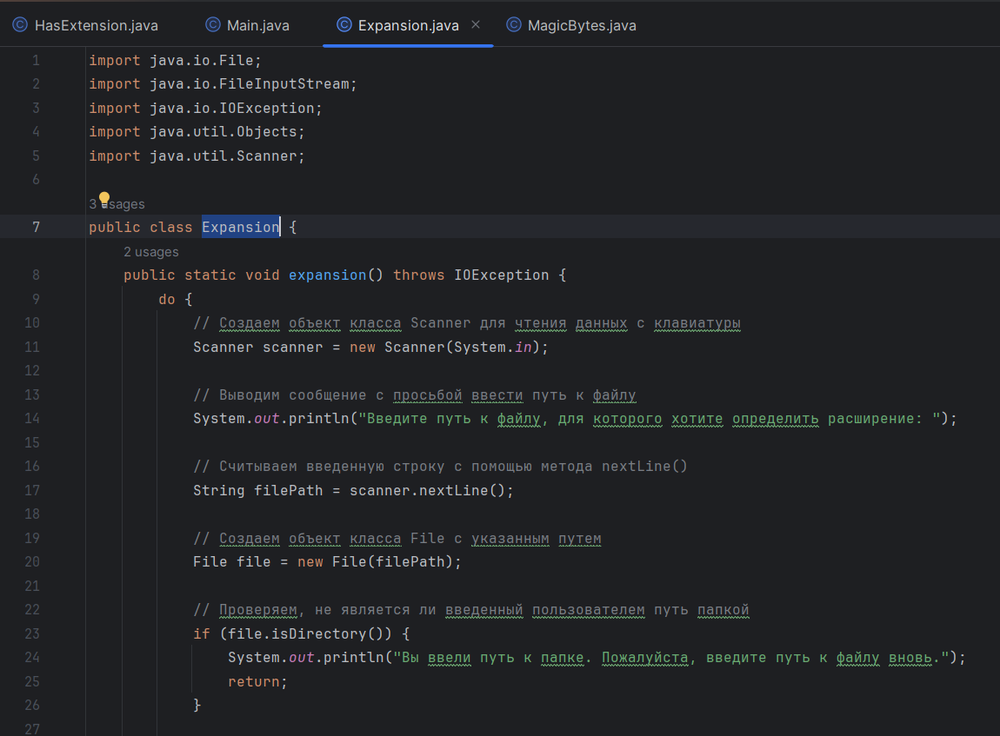 HasExtension.java Main.java Expansion.java MagicBytes.java
1 import java.io.File;
2 import java.io.FileInputStream;
3 import java.io.IOException;
4 import java.util.Objects;
5 import java.util.Scanner;
6
3 usages
7 public class Expansion {
2 usages
8 public static void expansion() throws IOException {
9 do {
10 // Создаем объект класса Scanner для чтения данных с клавиатуры
11 Scanner scanner = new Scanner(System.in);
12
13 // Выводим сообщение с просьбой ввести путь к файлу
14 System.out.println("Введите путь к файлу, для которого хотите определить расширение: ");
15
16 // Считываем введенную строку с помощью метода nextLine()
17 String filePath = scanner.nextLine();
18
19 // Создаем объект класса File с указанным путем
20 File file = new File(filePath);
21
22 // Проверяем, не является ли введенный пользователем путь папкой
23 if (file.isDirectory()) {
24 System.out.println("Вы ввели путь к папке. Пожалуйста, введите путь к файлу вновь.");
25 return;
26 }
27